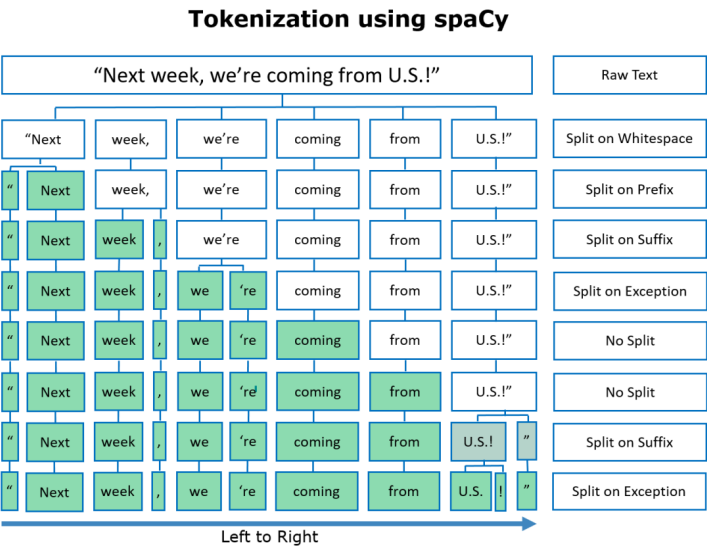 Tokenization using spaCy
“Next week, we’re coming from U.S.!” Raw Text
“Next week, we’re coming from U.S.!” Split on Whitespace
“ Next week, we’re coming from U.S.!” Split on Prefix
“ Next week , we’re coming from U.S.!” Split on Suffix
“ Next week , we ‘re coming from U.S.!” Split on Exception
“ Next week , we ‘re coming from U.S.!” No Split
“ Next week , we ‘re coming from U.S.!” No Split
“ Next week , we ‘re coming from U.S.! ” Split on Suffix
“ Next week , we ‘re coming from U.S. ! ” Split on Exception
Left to Right